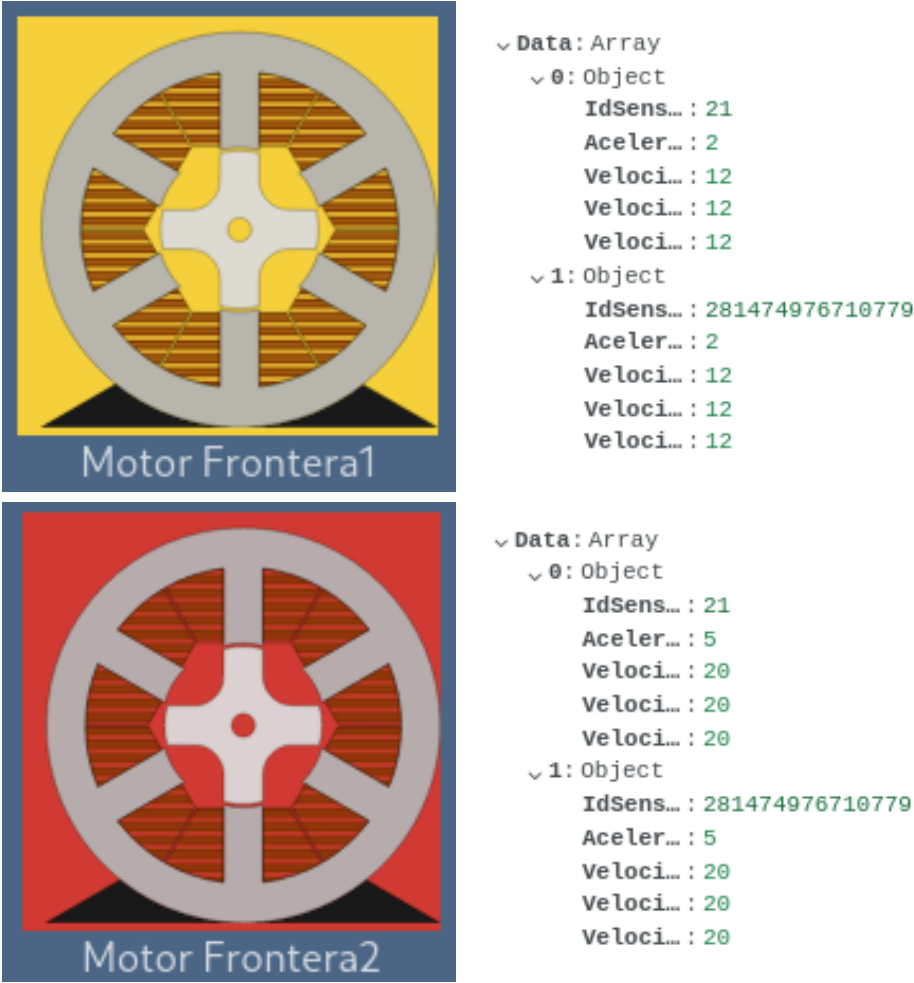 Data: Array
0: Object
IdSens…: 21
Aceler…: 2
Veloci…: 12
Veloci…: 12
Veloci…: 12
1: Object
IdSens…: 281474976710779
Aceler…: 2
Veloci…: 12
Veloci…: 12
Veloci…: 12
Motor Frontera1
Data: Array
0: Object
IdSens…: 21
Aceler…: 5
Veloci…: 20
Veloci…: 20
Veloci…: 20
1: Object
IdSens…: 281474976710779
Aceler…: 5
Veloci…: 20
Veloci…: 20
Veloci…: 20
Motor Frontera2